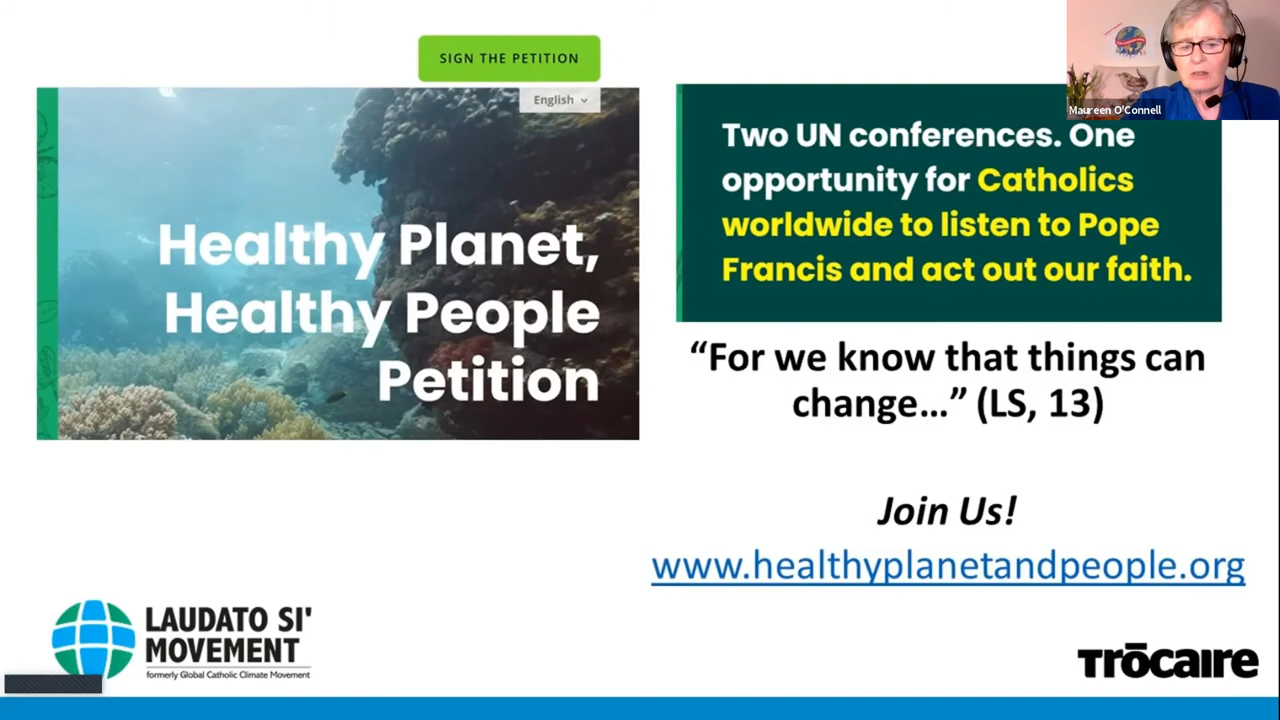 SIGN THE PETITION
English
Healthy Planet,
Healthy People
Petition
Maureen O'Connell
Two UN conferences. One
opportunity for Catholics
worldwide to listen to Pope
Francis and act out our faith.
“For we know that things can
change…” (LS, 13)
Join Us!
www.healthyplanetandpeople.org
LAUDATO SI'
MOVEMENT
formerly Global Catholic Climate Movement
Trōcaire